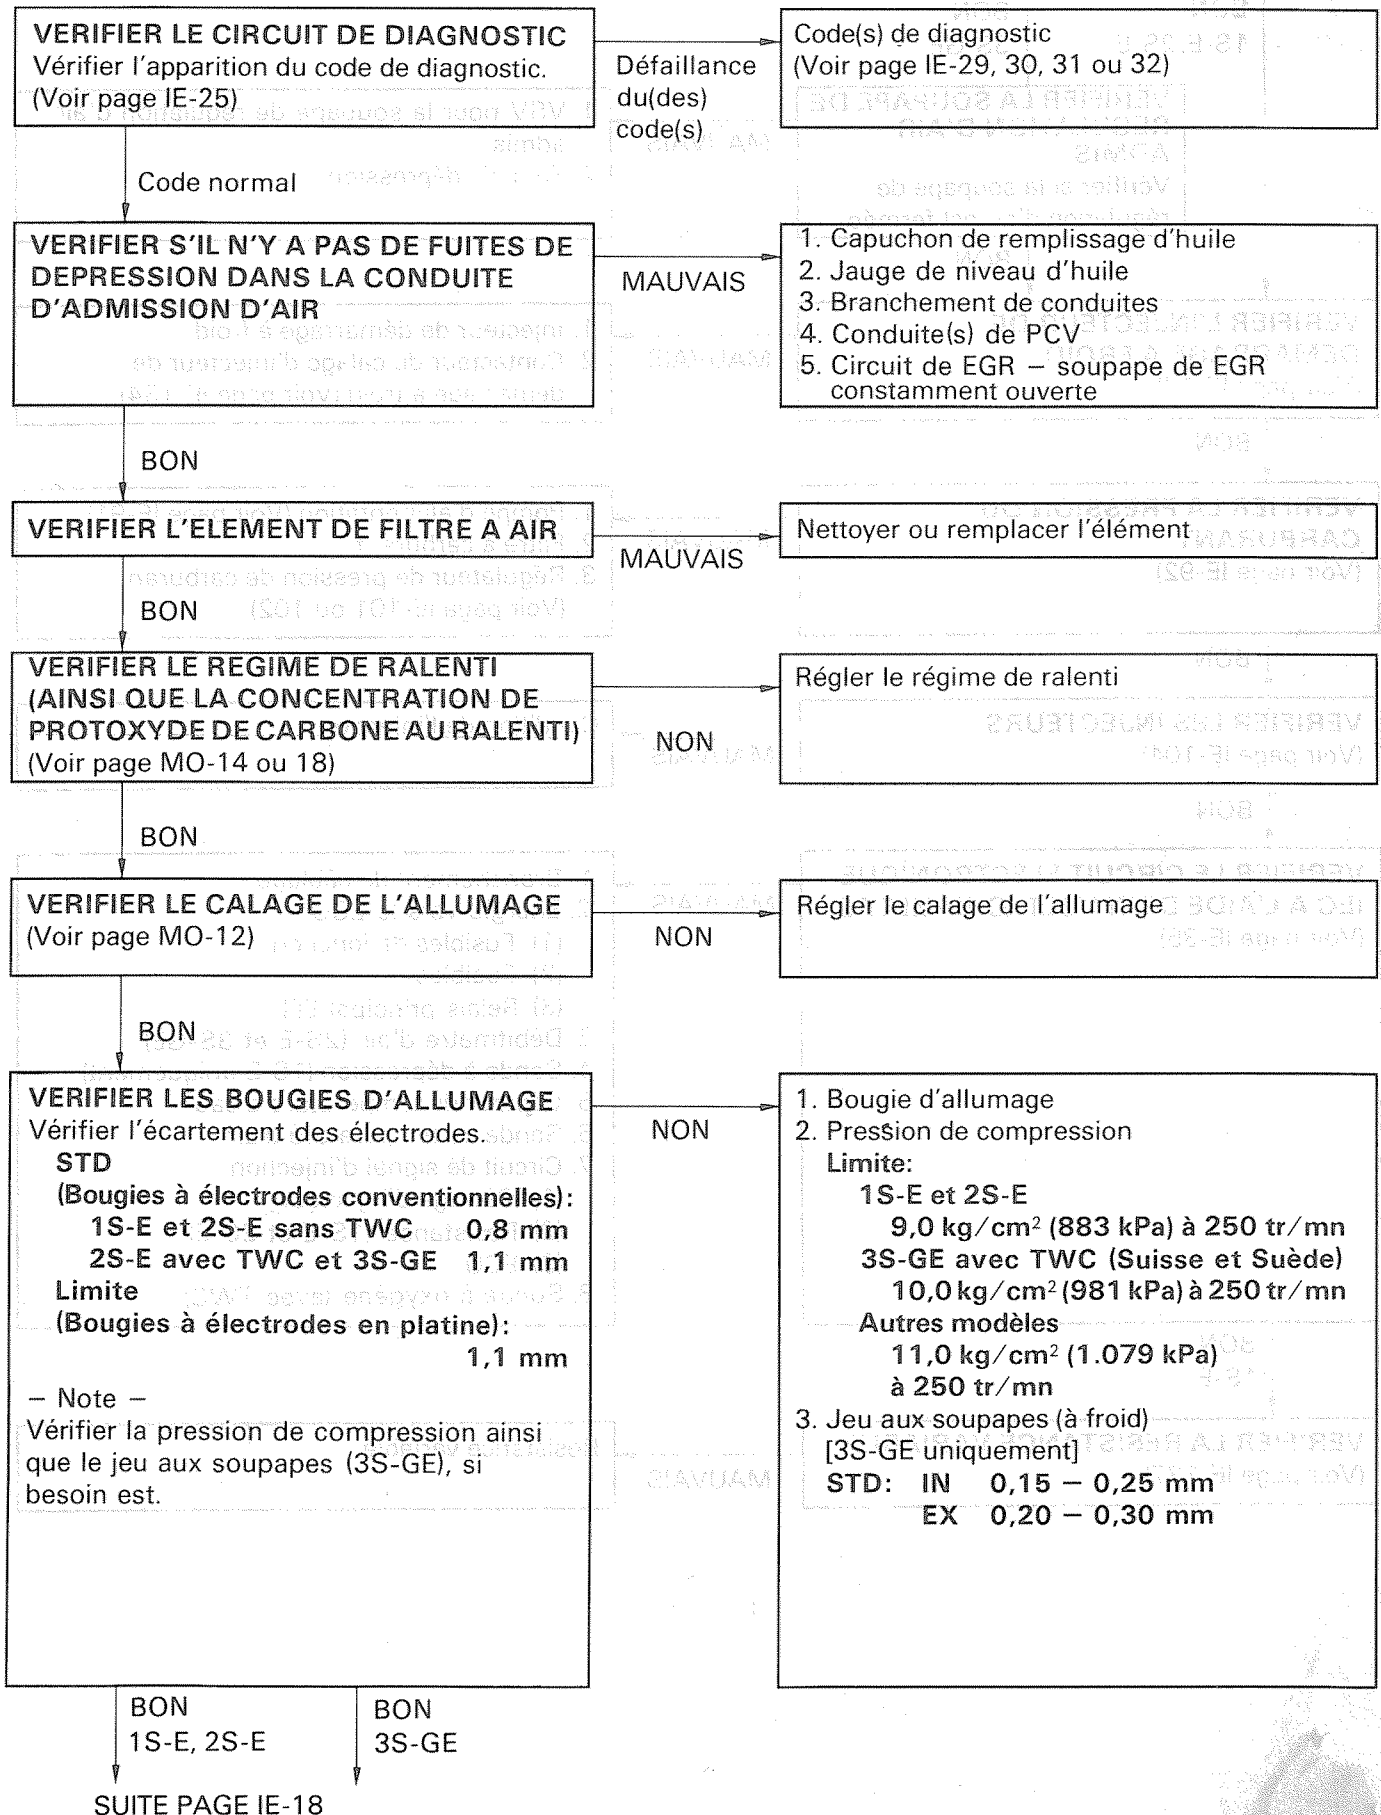 VERIFIER LE CIRCUIT DE DIAGNOSTIC
Vérifier l'apparition du code de diagnostic.
(Voir page IE-25)
Défaillance
du(des)
code(s)
Code(s) de diagnostic
(Voir page IE-29, 30, 31 ou 32)
Code normal
VERIFIER S'IL N'Y A PAS DE FUITES DE
DEPRESSION DANS LA CONDUITE
D'ADMISSION D'AIR
MAUVAIS
1. Capuchon de remplissage d'huile
2. Jauge de niveau d'huile
3. Branchement de conduites
4. Conduite(s) de PCV
5. Circuit de EGR – soupape de EGR
constamment ouverte
BON
VERIFIER L'ELEMENT DE FILTRE A AIR
MAUVAIS
Nettoyer ou remplacer l'élément
BON
VERIFIER LE REGIME DE RALENTI
(AINSI QUE LA CONCENTRATION DE
PROTOXYDE DE CARBONE AU RALENTI)
(Voir page MO-14 ou 18)
NON
Régler le régime de ralenti
BON
VERIFIER LE CALAGE DE L'ALLUMAGE
(Voir page MO-12)
NON
Régler le calage de l'allumage
BON
VERIFIER LES BOUGIES D'ALLUMAGE
Vérifier l'écartement des électrodes.
STD
(Bougies à électrodes conventionnelles):
1S-E et 2S-E sans TWC 0,8 mm
2S-E avec TWC et 3S-GE 1,1 mm
Limite
(Bougies à électrodes en platine):
1,1 mm
– Note –
Vérifier la pression de compression ainsi
que le jeu aux soupapes (3S-GE), si
besoin est.
NON
1. Bougie d'allumage
2. Pression de compression
Limite:
1S-E et 2S-E
9,0 kg/cm² (883 kPa) à 250 tr/mn
3S-GE avec TWC (Suisse et Suède)
10,0 kg/cm² (981 kPa) à 250 tr/mn
Autres modèles
11,0 kg/cm² (1.079 kPa)
à 250 tr/mn
3. Jeu aux soupapes (à froid)
[3S-GE uniquement]
STD: IN 0,15 – 0,25 mm
EX 0,20 – 0,30 mm
BON
1S-E, 2S-E
BON
3S-GE
SUITE PAGE IE-18